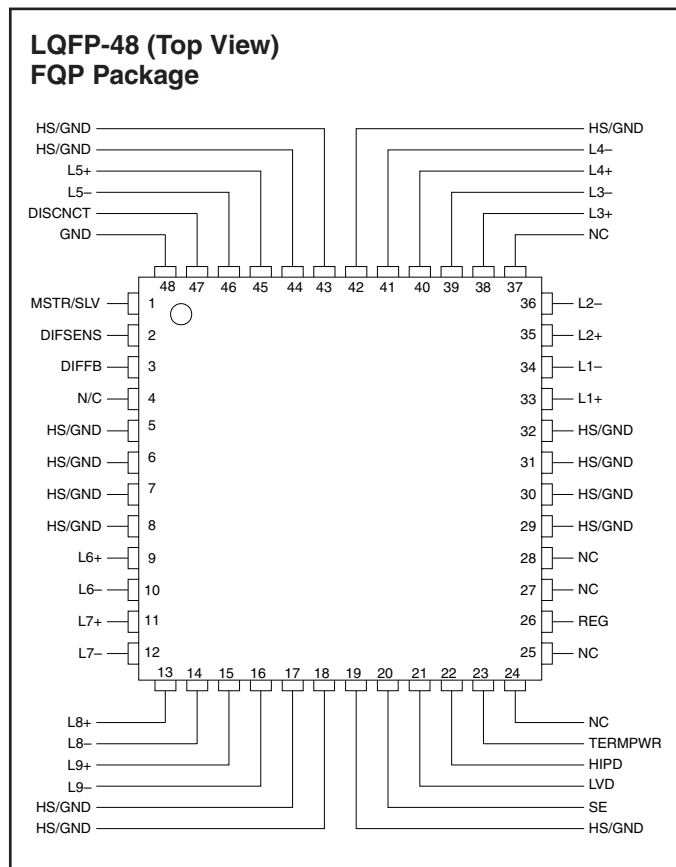 LQFP-48 (Top View)
FQP Package
HS/GND
HS/GND
L5+
L5–
DISCNCT
GND
HS/GND
L4–
L4+
L3–
L3+
NC
48 47 46 45 44 43 42 41 40 39 38 37
MSTR/SLV 1
DIFSENS 2
DIFFB 3
N/C 4
HS/GND 5
HS/GND 6
HS/GND 7
HS/GND 8
L6+ 9
L6– 10
L7+ 11
L7– 12
36 L2–
35 L2+
34 L1–
33 L1+
32 HS/GND
31 HS/GND
30 HS/GND
29 HS/GND
28 NC
27 NC
26 REG
25 NC
13 14 15 16 17 18 19 20 21 22 23 24
L8+
L8–
L9+
L9–
HS/GND
HS/GND
NC
TERMPWR
HIPD
LVD
SE
HS/GND